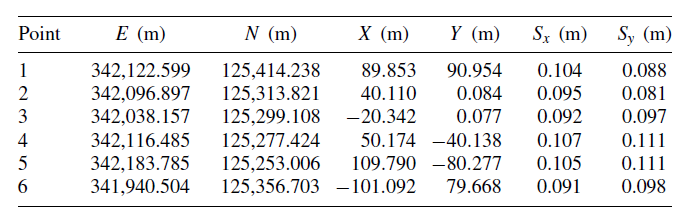 Point E (m) N (m) X (m) Y (m) Sx (m) Sy (m)
1 342,122.599 125,414.238 89.853 90.954 0.104 0.088
2 342,096.897 125,313.821 40.110 0.084 0.095 0.081
3 342,038.157 125,299.108 −20.342 0.077 0.092 0.097
4 342,116.485 125,277.424 50.174 −40.138 0.107 0.111
5 342,183.785 125,253.006 109.790 −80.277 0.105 0.111
6 341,940.504 125,356.703 −101.092 79.668 0.091 0.098